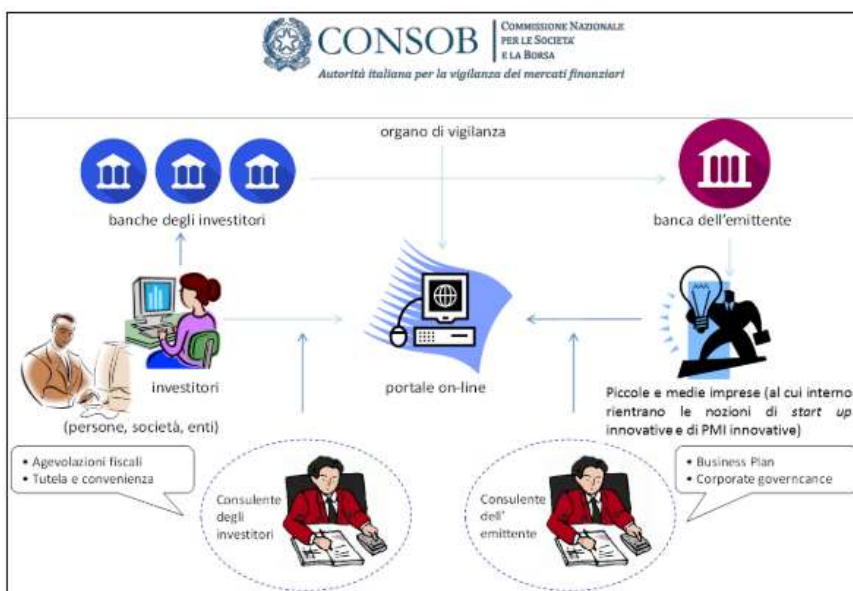 CONSOB
COMMISSIONE NAZIONALE
PER LE SOCIETA'
E LA BORSA
Autorità italiana per la vigilanza dei mercati finanziari
organo di vigilanza
banche degli investitori
banca dell'emittente
investitori
(persone, società, enti)
portale on-line
Piccole e medie imprese (al cui interno
rientrano le nozioni di start up
innovative e di PMI innovative)
• Agevolazioni fiscali
• Tutela e convenienza
Consulente
degli
investitori
Consulente
dell'
emittente
• Business Plan
• Corporate governcance